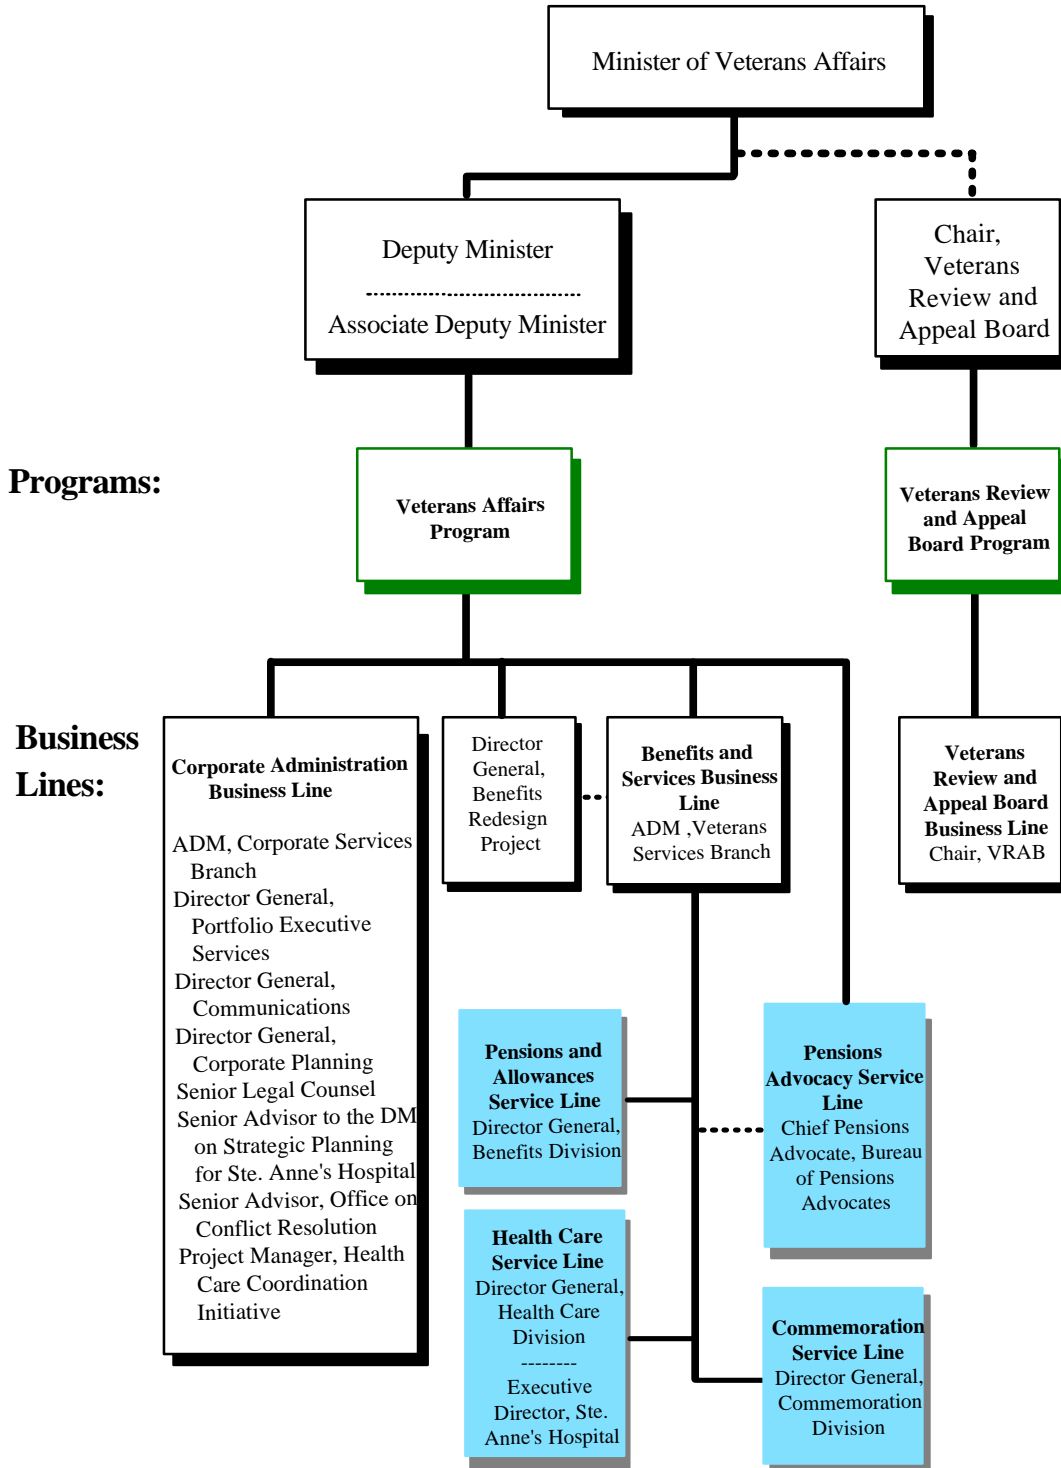 Minister of Veterans Affairs
Deputy Minister
Associate Deputy Minister
Chair,
Veterans
Review and
Appeal Board
Programs:
Veterans Affairs
Program
Veterans Review
and Appeal
Board Program
Business
Lines:
Corporate Administration
Business Line
ADM, Corporate Services
Branch
Director General,
Portfolio Executive
Services
Director General,
Communications
Director General,
Corporate Planning
Senior Legal Counsel
Senior Advisor to the DM
on Strategic Planning
for Ste. Anne's Hospital
Senior Advisor, Office on
Conflict Resolution
Project Manager, Health
Care Coordination
Initiative
Director
General,
Benefits
Redesign
Project
Benefits and
Services Business
Line
ADM ,Veterans
Services Branch
Veterans
Review and
Appeal Board
Business Line
Chair, VRAB
Pensions and
Allowances
Service Line
Director General,
Benefits Division
Pensions
Advocacy Service
Line
Chief Pensions
Advocate, Bureau
of Pensions
Advocates
Health Care
Service Line
Director General,
Health Care
Division
--------
Executive
Director, Ste.
Anne's Hospital
Commemoration
Service Line
Director General,
Commemoration
Division